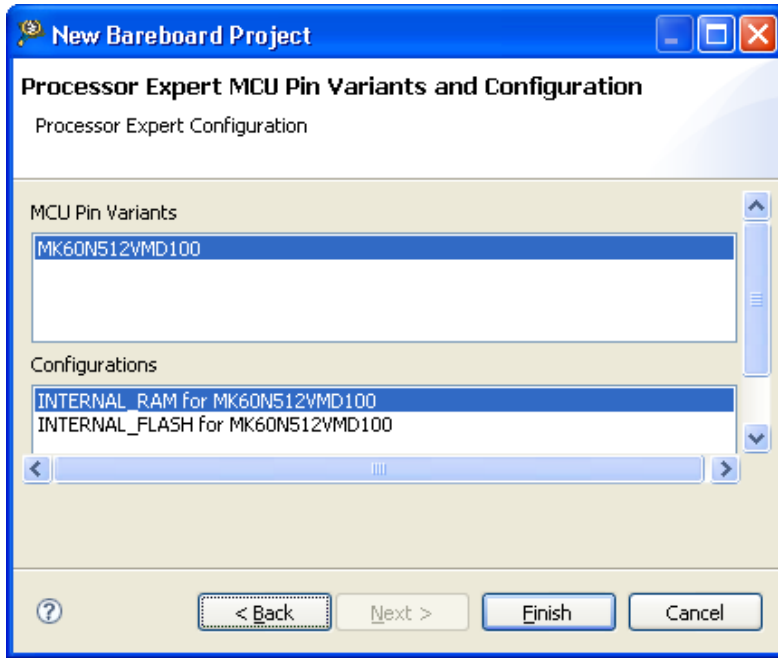 New Bareboard Project
Processor Expert MCU Pin Variants and Configuration
Processor Expert Configuration
MCU Pin Variants
MK60N512VMD100
Configurations
INTERNAL_RAM for MK60N512VMD100
INTERNAL_FLASH for MK60N512VMD100
? < Back Next > Finish Cancel